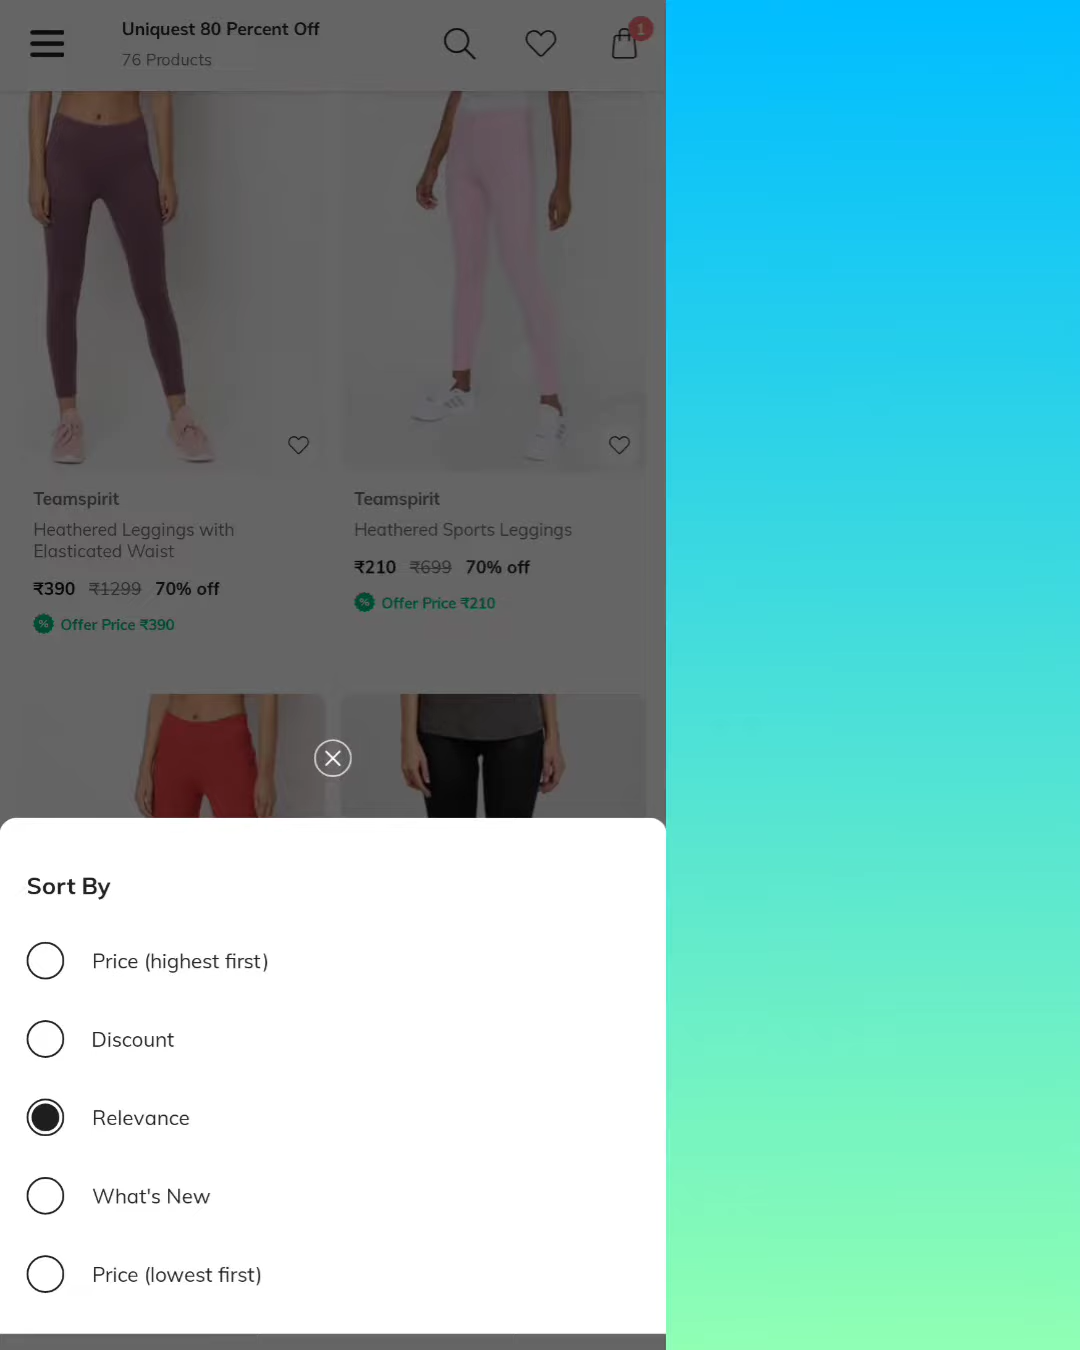 Uniquest 80 Percent Off
1
76 Products
Teamspirit
Heathered Leggings with
Elasticated Waist
₹390 ₹1299 70% off
% Offer Price ₹390
Teamspirit
Heathered Sports Leggings
₹210 ₹699 70% off
% Offer Price ₹210
Sort By
Price (highest first)
Discount
Relevance
What's New
Price (lowest first)